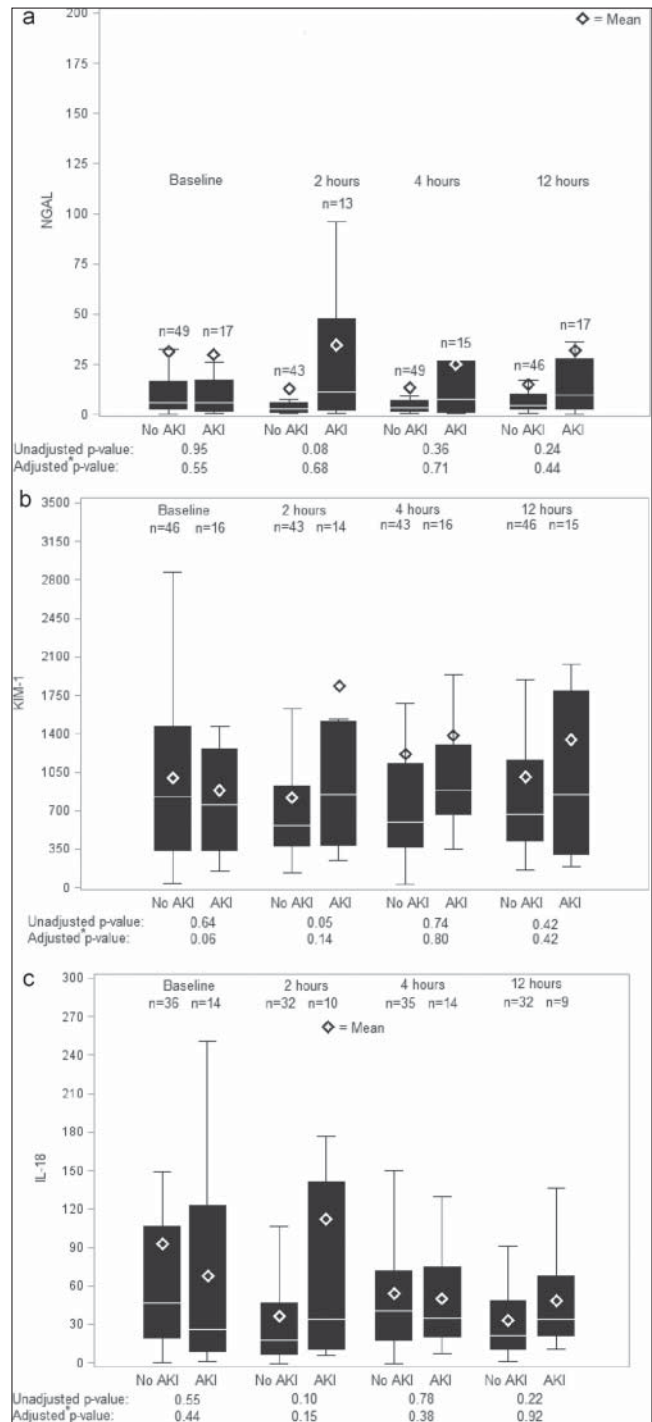 a
200
◇ = Mean
175
150
125
Baseline 2 hours 4 hours 12 hours
NGAL
100
n=13
75
50
n=49 n=17 n=43 n=49 n=15 n=46 n=17
25
0
No AKI AKI No AKI AKI No AKI AKI No AKI AKI
Unadjusted p-value: 0.95 0.08 0.36 0.24
Adjusted*p-value: 0.55 0.68 0.71 0.44
b
3500
Baseline 2 hours 4 hours 12 hours
n=46 n=16 n=43 n=14 n=43 n=16 n=46 n=15
3150
2800
2450
2100
KIM-1
1750
1400
1050
700
350
0
No AKI AKI No AKI AKI No AKI AKI No AKI AKI
Unadjusted p-value: 0.64 0.05 0.74 0.42
Adjusted*p-value: 0.06 0.14 0.80 0.42
c
300
Baseline 2 hours 4 hours 12 hours
n=36 n=14 n=32 n=10 n=35 n=14 n=32 n=9
270
◇ = Mean
240
210
180
IL-18
150
120
90
60
30
0
No AKI AKI No AKI AKI No AKI AKI No AKI AKI
Unadjusted p-value: 0.55 0.10 0.78 0.22
Adjusted*p-value: 0.44 0.15 0.38 0.92